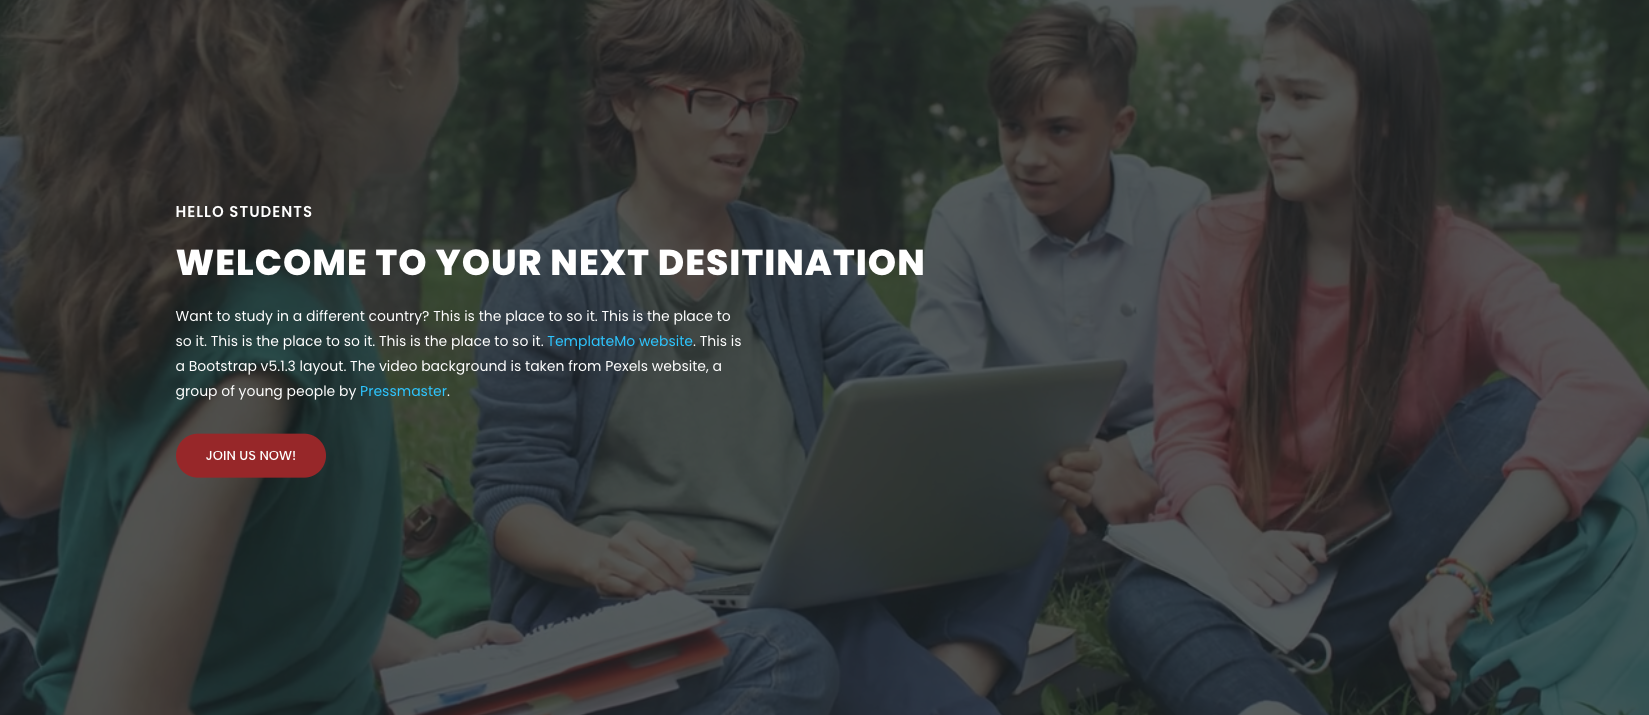 HELLO STUDENTS
WELCOME TO YOUR NEXT DESITINATION
Want to study in a different country? This is the place to so it. This is the place to
so it. This is the place to so it. This is the place to so it. TemplateMo website. This is
a Bootstrap v5.1.3 layout. The video background is taken from Pexels website, a
group of young people by Pressmaster.
JOIN US NOW!